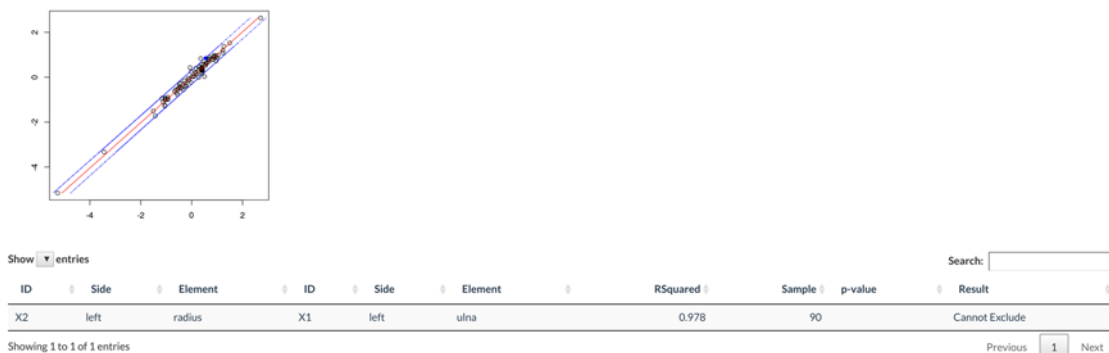 2
0
-2
-4
-4 -2 0 2
Show ▼ entries
Search:
ID Side Element ID Side Element RSquared Sample p-value Result
X2 left radius X1 left ulna 0.978 90 Cannot Exclude
Showing 1 to 1 of 1 entries
Previous 1 Next